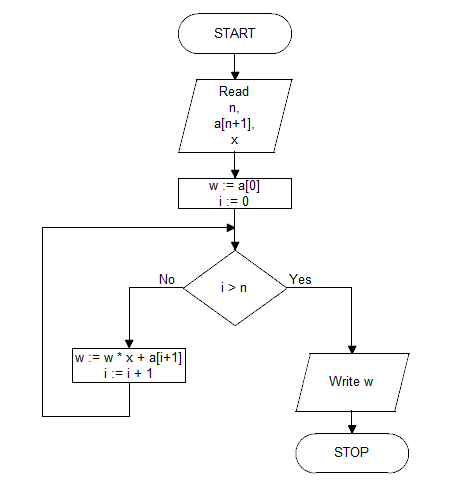 START
Read
n,
a[n+1],
x
w := a[0]
i := 0
i > n
No
Yes
w := w * x + a[i+1]
i := i + 1
Write w
STOP